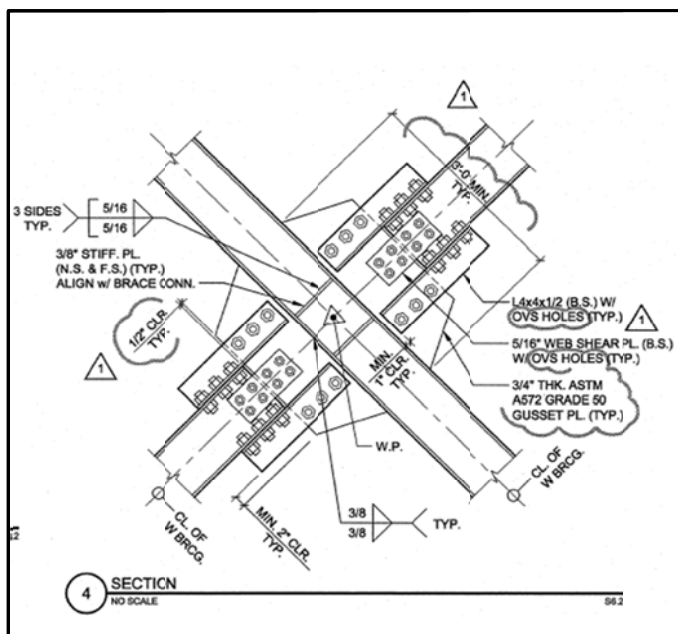 1
3'-0" MIN.
TYP.
3 SIDES
TYP.
5/16
5/16
3/8" STIFF. PL.
(N.S. & F.S.) (TYP.)
ALIGN w/ BRACE CONN.
1/2" CLR.
TYP.
1
L4x4x1/2 (B.S.) W/
OVS HOLES (TYP.)
1
5/16" WEB SHEAR PL. (B.S.)
W/ OVS HOLES (TYP.)
3/4" THK. ASTM
A572 GRADE 50
GUSSET PL. (TYP.)
MIN.
1" CLR.
TYP.
W.P.
CL. OF
W BRCG.
CL. OF
W BRCG.
MIN. 2" CLR.
TYP.
3/8
3/8
TYP.
4
SECTION
NO SCALE
S6.2